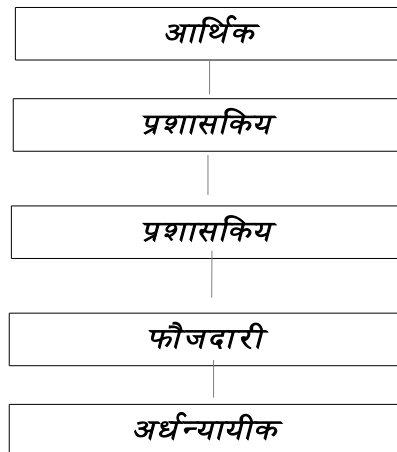 आर्थिक
प्रशासकिय
प्रशासकिय
फौजदारी
अर्धन्यायीक